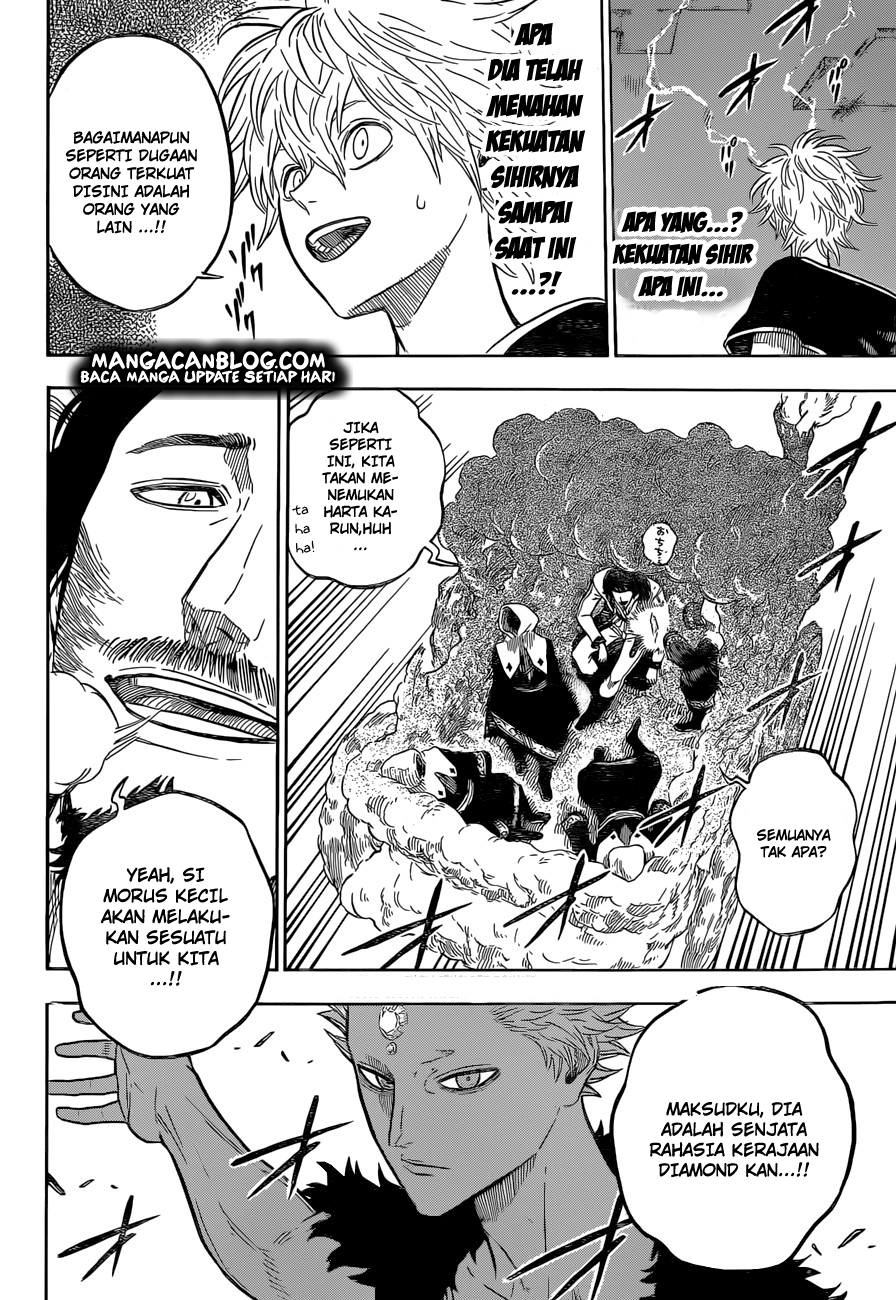 APA YANG...?
KEKUATAN SIHIR
APA INI...
APA
DIA TELAH
MENAHAN
KEKUATAN
SIHIRNYA
SAMPAI
SAAT INI
...?!
BAGAIMANAPUN
SEPERTI DUGAAN
ORANG TERKUAT
DISINI ADALAH
ORANG YANG
LAIN ...!!
MANGACANBLOG.COM
BACA MANGA UPDATE SETIAP HARI
JIKA
SEPERTI
INI, KITA
TAKAN ME-
NEMUKAN
HARTA KA-
RUN,HUH
...
ta
ha
ha!
おちち…
SEMUANYA
TAK APA?
YEAH, SI
MORUS KECIL
AKAN MELAKU-
KAN SESUATU
UNTUK KITA
...!!
MAKSUDKU, DIA
ADALAH SENJATA
RAHASIA KERAJAAN
DIAMOND KAN...!!